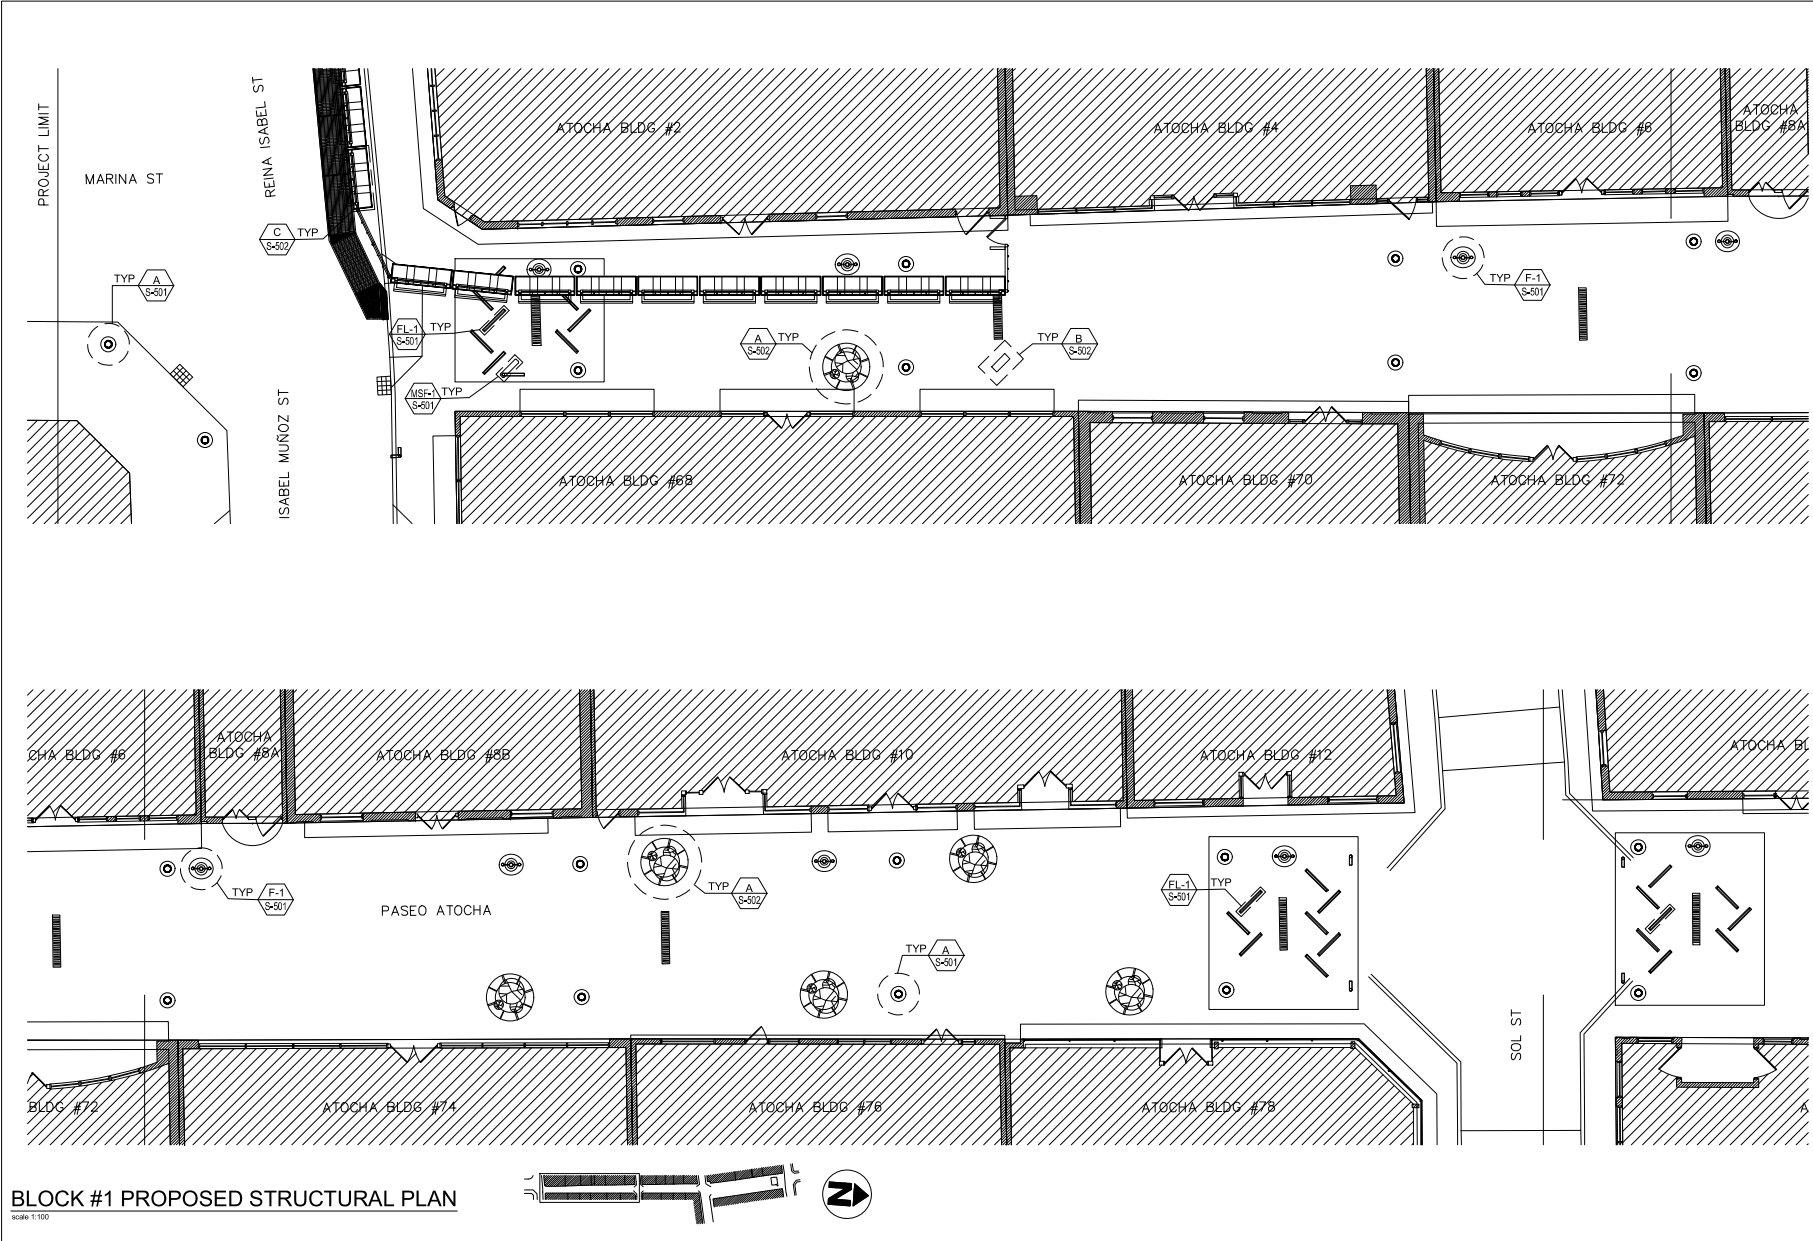 PROJECT LIMIT
MARINA ST
REINA ISABEL ST
ISABEL MUÑOZ ST
ATOCHA BLDG #2
ATOCHA BLDG #4
ATOCHA BLDG #6
ATOCHA
BLDG #8A
C
S-502
TYP
TYP
A
S-501
FL-1
S-501
TYP
MSF-1
S-501
TYP
A
S-502
TYP
TYP
B
S-502
TYP
F-1
S-501
ATOCHA BLDG #68
ATOCHA BLDG #70
ATOCHA BLDG #72
CHA BLDG #6
ATOCHA
BLDG #8A
ATOCHA BLDG #8B
ATOCHA BLDG #10
ATOCHA BLDG #12
ATOCHA BL
TYP
F-1
S-501
PASEO ATOCHA
TYP
A
S-502
TYP
A
S-501
FL-1
S-501
TYP
SOL ST
BLDG #72
ATOCHA BLDG #74
ATOCHA BLDG #76
ATOCHA BLDG #78
A
BLOCK #1 PROPOSED STRUCTURAL PLAN
scale 1:100
N